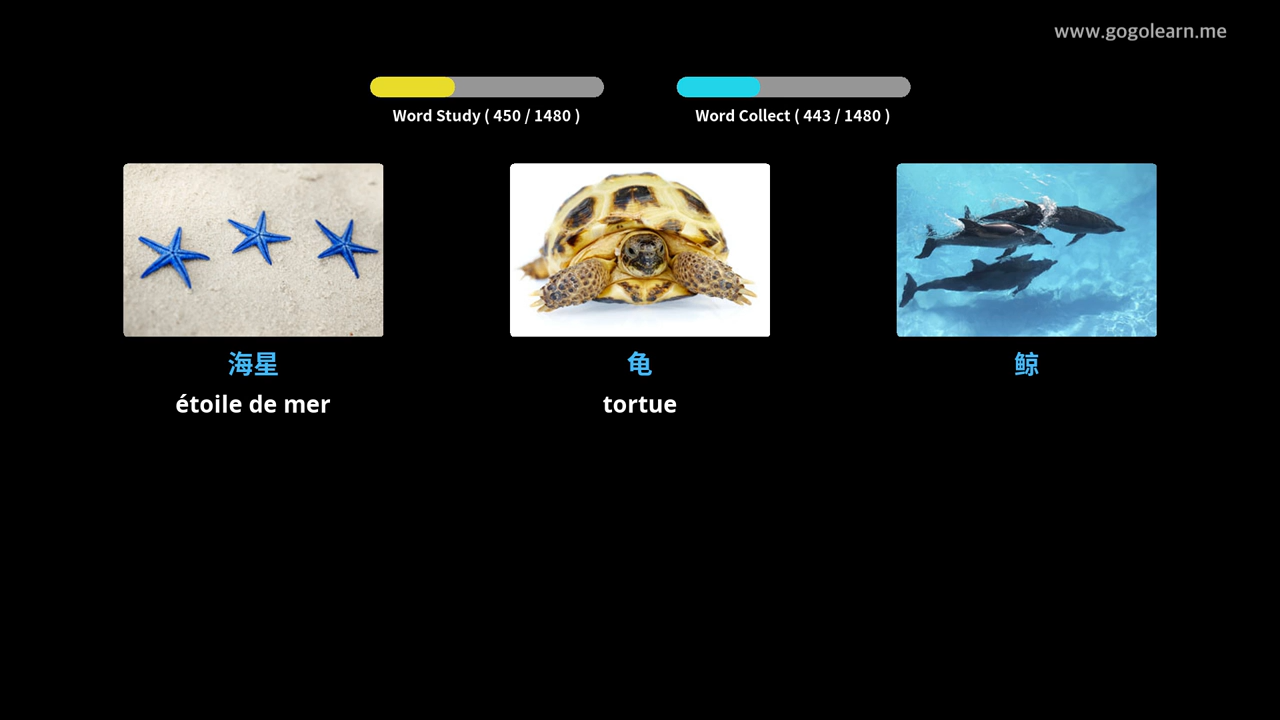 www.gogolearn.me
Word Study ( 450 / 1480 )
Word Collect ( 443 / 1480 )
海星
龟
鲸
étoile de mer
tortue